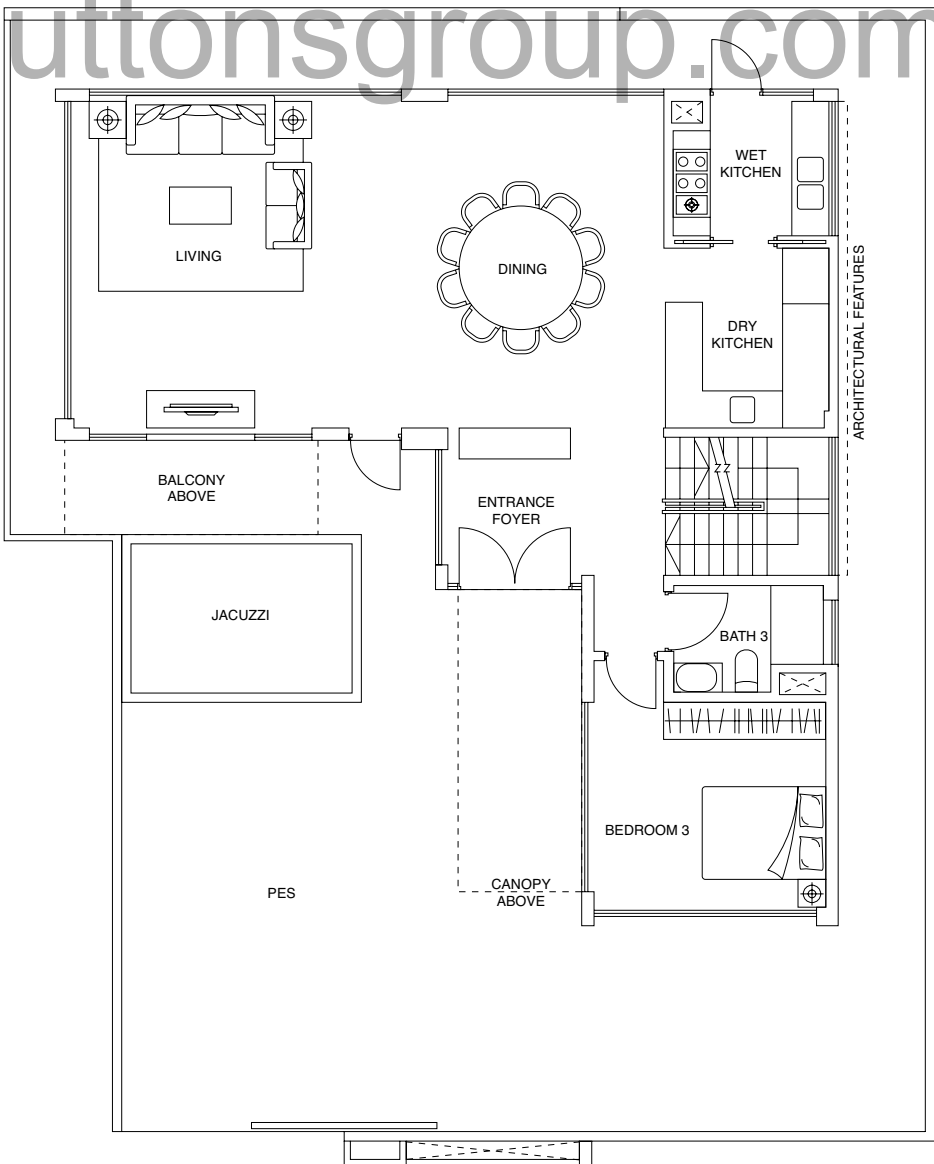 uttonsgroup.com
WET
KITCHEN
LIVING
DINING
DRY
KITCHEN
ARCHITECTURAL FEATURES
BALCONY
ABOVE
ENTRANCE
FOYER
JACUZZI
BATH 3
BEDROOM 3
PES
CANOPY
ABOVE